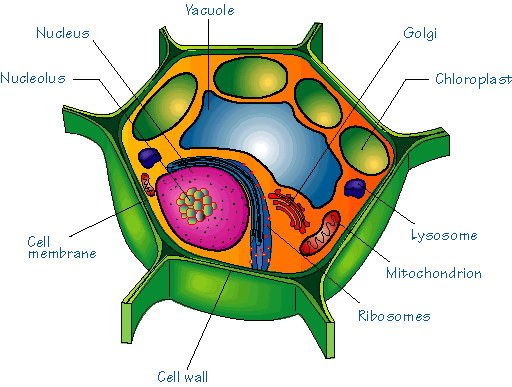 Vacuole
Nucleus
Golgi
Nucleolus
Chloroplast
Cell
membrane
Lysosome
Mitochondrion
Ribosomes
Cell wall